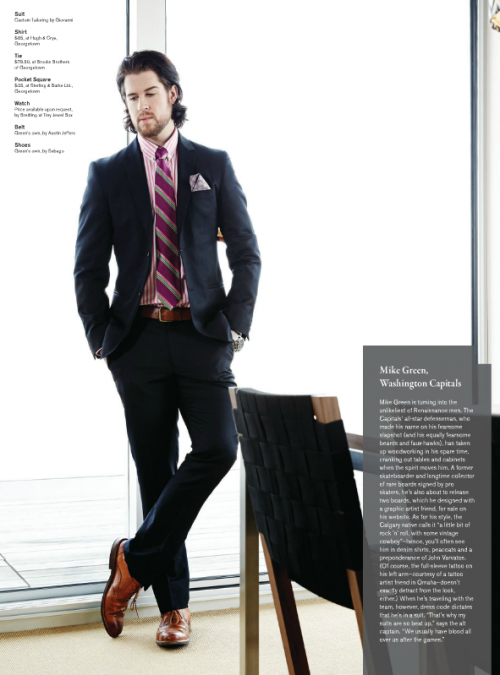 Suit
Custom tailoring, by Giovanni
Shirt
$85, at Hugh & Crye,
Georgetown
Tie
$79.50, at Brooks Brothers
of Georgetown
Pocket Square
at Sterling & Burke Ltd.,
Georgetown
Watch
Price available upon request,
by Breitling at Tiny Jewel Box
Belt
Green's own, by Austin Jeffers
Shoes
Green's own, by Sebago
Mike Green,
Washington Capitals
Mike Green is turning into the
unlikeliest of Renaissance men. The
Capitals' all-star defenseman, who
made his name on his fearsome
slapshot (and his equally fearsome
beards and faux-hawks), has taken
up woodworking in his spare time,
cranking out tables and cabinets
when the spirit moves him. A former
skateboarder and longtime collector
of rare boards signed by pro
skaters, he's also about to release
two boards, which he designed with
a graphic artist friend, for sale on
his website. As for his style, the
Calgary native calls it "a little bit of
rock 'n' roll, with some vintage
cowboy"—hence, you'll often see
him in denim shirts, peacoats and a
preponderance of John Varvatos.
(Of course, the full-sleeve tattoo on
his left arm—courtesy of a tattoo
artist friend in Omaha—doesn't
exactly detract from the look,
either.) When he's traveling with the
team, however, dress code dictates
that he's in a suit. "That's why my
suits are so beat up," says the alt
captain. "We usually have blood all
over us after the games."